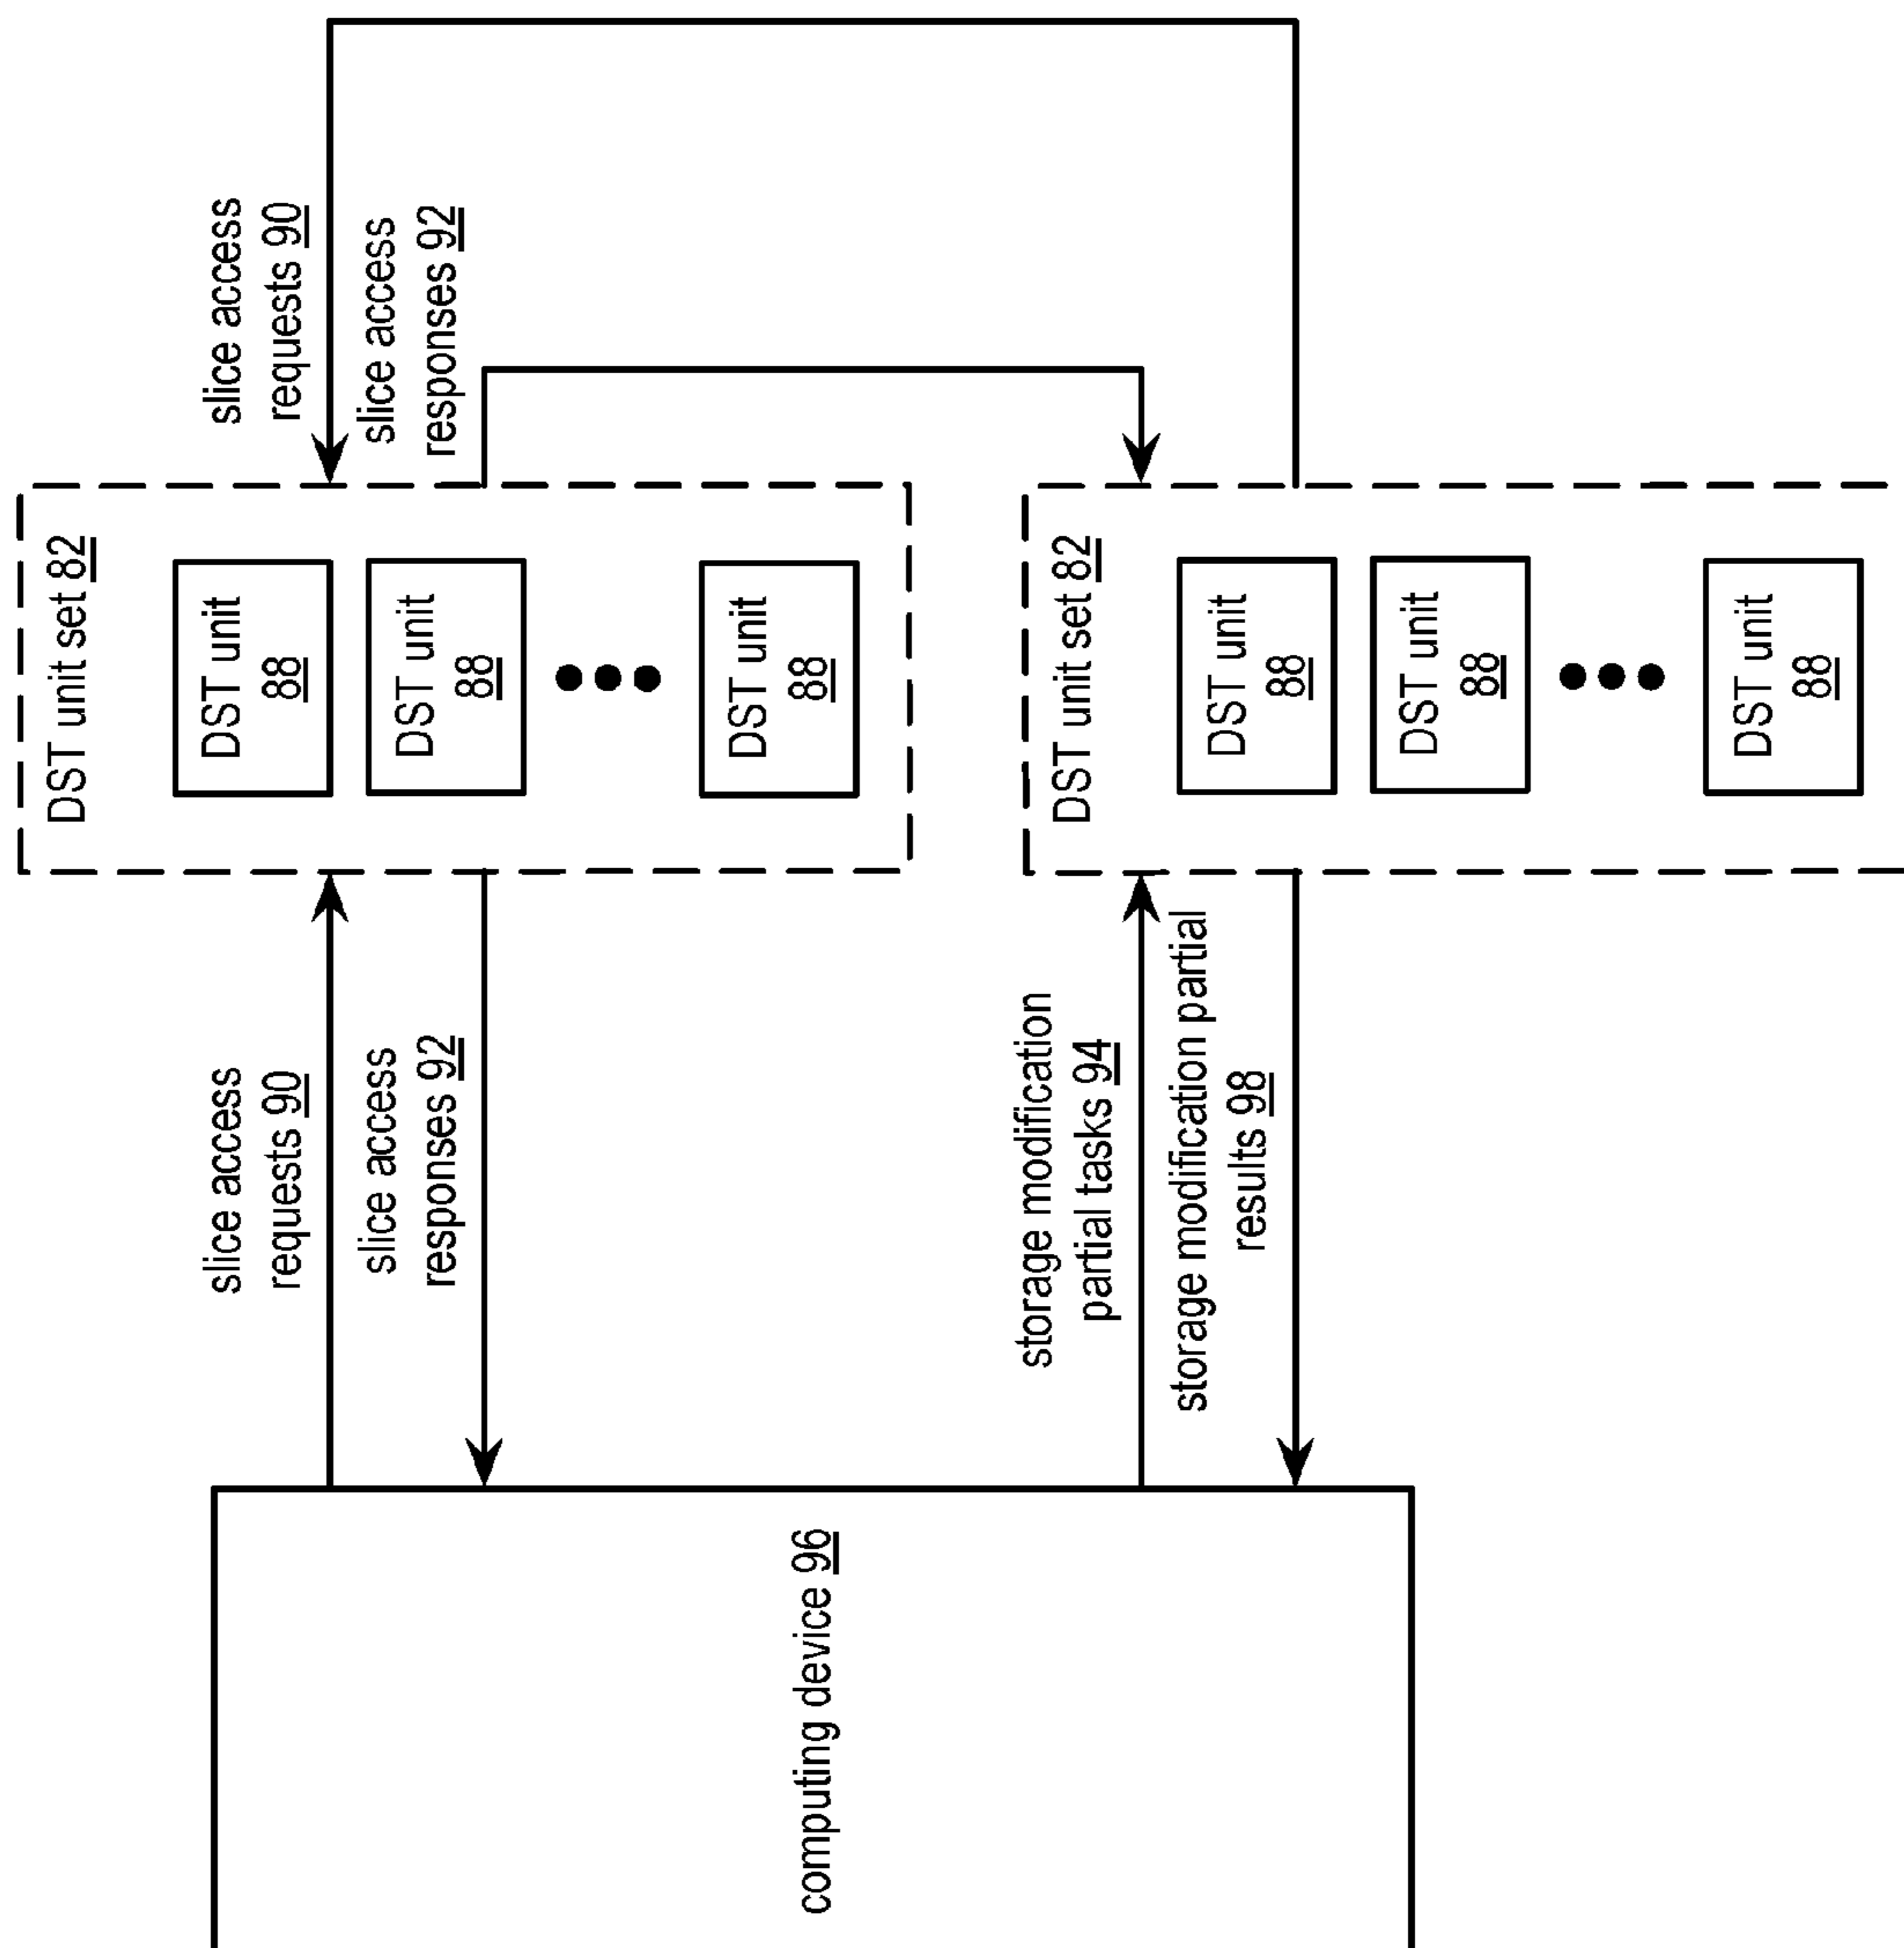 computing device 96
slice access
requests 90
slice access
responses 92
storage modification
partial tasks 94
storage modification partial
results 98
DST unit set 82
DST unit
88
DST unit
88
DST unit
88
DST unit set 82
DST unit
88
DST unit
88
DST unit
88
slice access
requests 90
slice access
responses 92